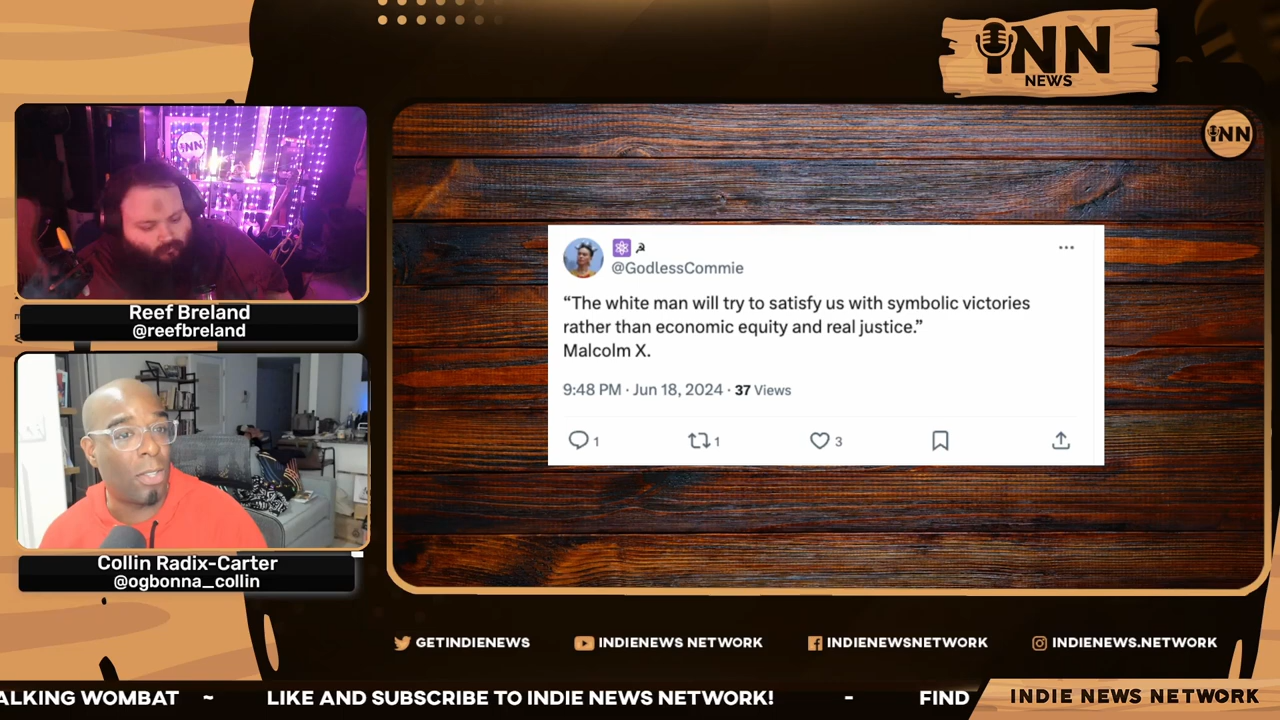 iNN
NEWS
iNN
iNN
Reef Breland
@reefbreland
Collin Radix-Carter
@ogbonna_collin
@GodlessCommie
“The white man will try to satisfy us with symbolic victories
rather than economic equity and real justice.”
Malcolm X.
9:48 PM · Jun 18, 2024 · 37 Views
1
1
3
GETINDIENEWS
INDIENEWS NETWORK
INDIENEWSNETWORK
INDIENEWS.NETWORK
ALKING WOMBAT ~ LIKE AND SUBSCRIBE TO INDIE NEWS NETWORK! - FIND
INDIE NEWS NETWORK